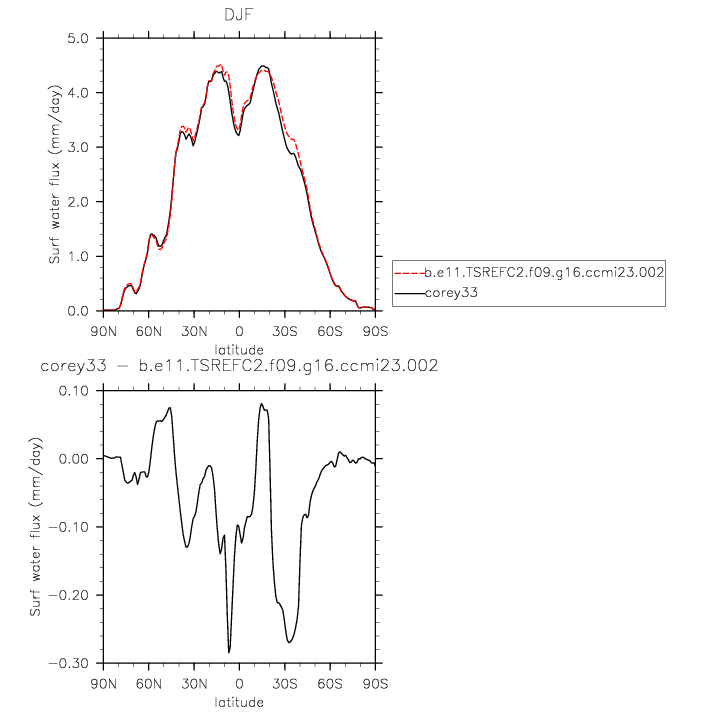 DJF
5.0
4.0
3.0
2.0
1.0
0.0
Surf water flux (mm/day)
90N 60N 30N 0 30S 60S 90S
latitude
b.e11.TSREFC2.f09.g16.ccmi23.002
corey33
corey33 − b.e11.TSREFC2.f09.g16.ccmi23.002
0.10
0.00
−0.10
−0.20
−0.30
Surf water flux (mm/day)
90N 60N 30N 0 30S 60S 90S
latitude